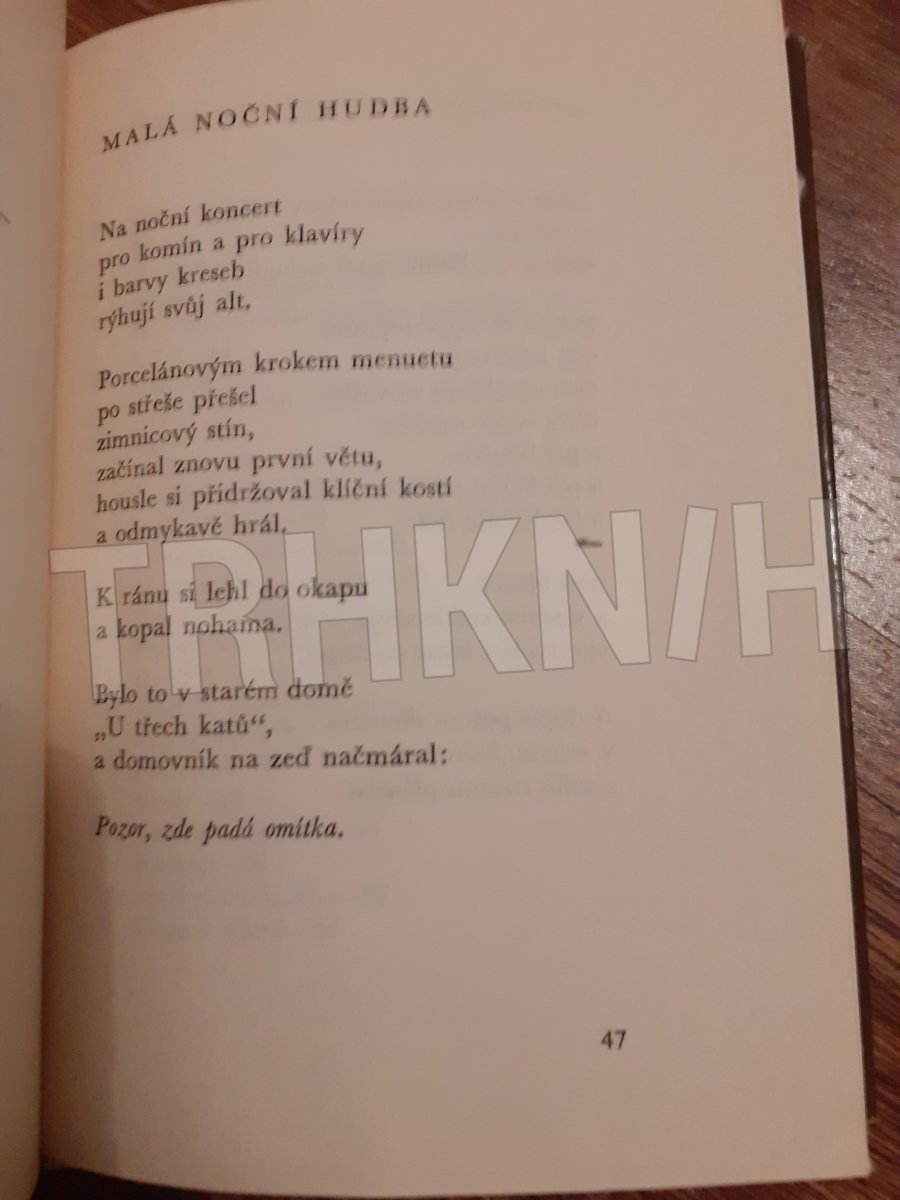 MALÁ NOČNÍ HUDBA
Na noční koncert
pro komín a pro klavíry
i barvy kreseb
rýhují svůj alt.
Porcelánovým krokem menuetu
po střeše přešel
zimnicový stín,
začínal znovu první větu,
housle si přidržoval klíční kostí
a odmykavě hrál.
K ránu si lehl do okapu
a kopal nohama.
Bylo to v starém domě
„U třech katů“,
a domovník na zeď načmáral:
Pozor, zde padá omítka.
47
TRHKN/H